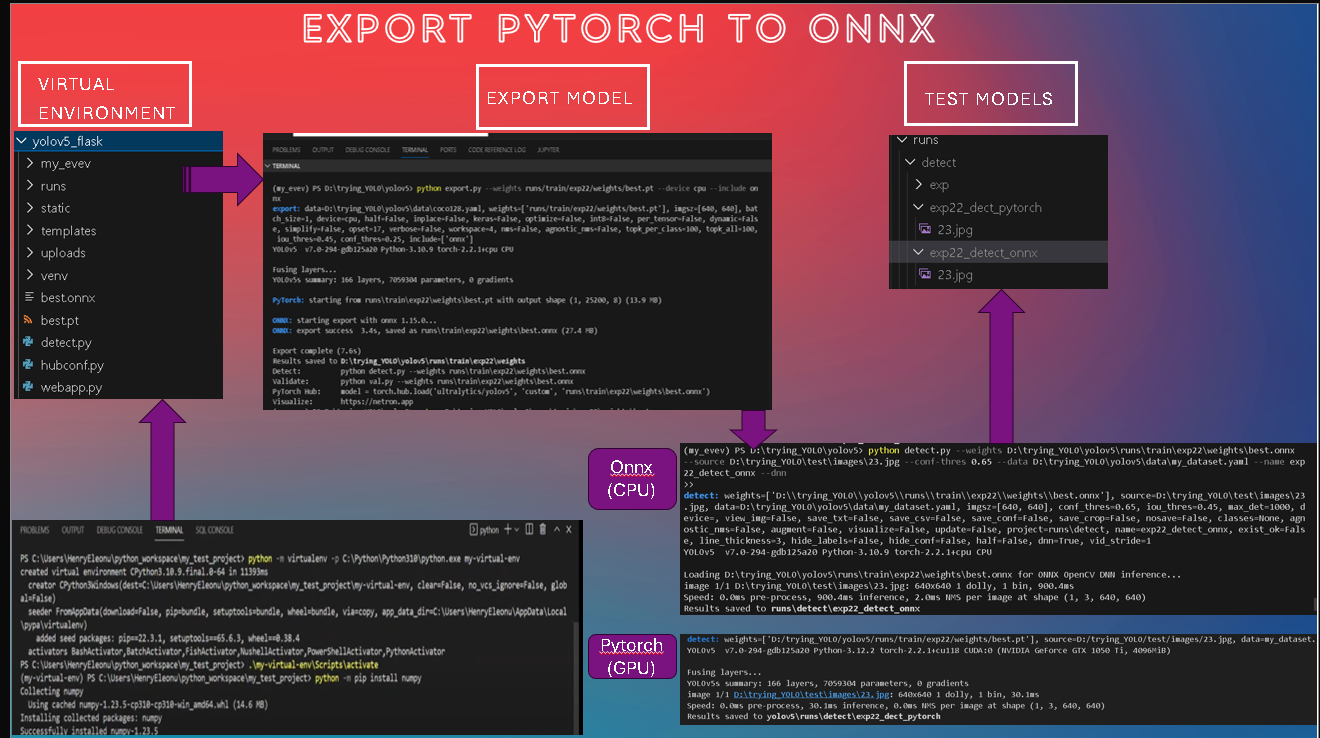 EXPORT PYTORCH TO ONNX
VIRTUAL
ENVIRONMENT
EXPORT MODEL
TEST MODELS
yolov5_flask
my_evev
runs
static
templates
uploads
venv
best.onnx
best.pt
detect.py
hubconf.py
webapp.py
PROBLEMS OUTPUT DEBUG CONSOLE TERMINAL PORTS CODE REFERENCE LOG JUPYTER
TERMINAL
(my_evev) PS D:\trying_YOLO\yolov5> python export.py --weights runs/train/exp22/weights/best.pt --device cpu --include on
nx
export: data=D:\trying_YOLO\yolov5\data\coco128.yaml, weights=['runs/train/exp22/weights/best.pt'], imgsz=[640, 640], bat
ch_size=1, device=cpu, half=False, inplace=False, keras=False, optimize=False, int8=False, per_tensor=False, dynamic=Fals
e, simplify=False, opset=17, verbose=False, workspace=4, nms=False, agnostic_nms=False, topk_per_class=100, topk_all=100,
iou_thres=0.45, conf_thres=0.25, include=['onnx']
YOLOv5 v7.0-294-gdb125a20 Python-3.10.9 torch-2.2.1+cpu CPU
Fusing layers...
YOLOv5s summary: 166 layers, 7059304 parameters, 0 gradients
PyTorch: starting from runs\train\exp22\weights\best.pt with output shape (1, 25200, 8) (13.9 MB)
ONNX: starting export with onnx 1.15.0...
ONNX: export success 3.4s, saved as runs\train\exp22\weights\best.onnx (27.4 MB)
Export complete (7.6s)
Results saved to D:\trying_YOLO\yolov5\runs\train\exp22\weights
Detect: python detect.py --weights runs\train\exp22\weights\best.onnx
Validate: python val.py --weights runs\train\exp22\weights\best.onnx
PyTorch Hub: model = torch.hub.load('ultralytics/yolov5', 'custom', 'runs\train\exp22\weights\best.onnx')
Visualize: https://netron.app
runs
detect
exp
exp22_dect_pytorch
23.jpg
exp22_detect_onnx
23.jpg
Onnx
(CPU)
(my_evev) PS D:\trying_YOLO\yolov5> python detect.py --weights D:\trying_YOLO\yolov5\runs\train\exp22\weights\best.onnx
--source D:\trying_YOLO\test\images\23.jpg --conf-thres 0.65 --data D:\trying_YOLO\yolov5\data\my_dataset.yaml --name exp
22_detect_onnx --dnn
>>
detect: weights=['D:\\trying_YOLO\\yolov5\\runs\\train\\exp22\\weights\\best.onnx'], source=D:\trying_YOLO\test\images\23
.jpg, data=D:\trying_YOLO\yolov5\data\my_dataset.yaml, imgsz=[640, 640], conf_thres=0.65, iou_thres=0.45, max_det=1000, d
evice=, view_img=False, save_txt=False, save_csv=False, save_conf=False, save_crop=False, nosave=False, classes=None, agn
ostic_nms=False, augment=False, visualize=False, update=False, project=runs\detect, name=exp22_detect_onnx, exist_ok=Fals
e, line_thickness=3, hide_labels=False, hide_conf=False, half=False, dnn=True, vid_stride=1
YOLOv5 v7.0-294-gdb125a20 Python-3.10.9 torch-2.2.1+cpu CPU
Loading D:\trying_YOLO\yolov5\runs\train\exp22\weights\best.onnx for ONNX OpenCV DNN inference...
image 1/1 D:\trying_YOLO\test\images\23.jpg: 640x640 1 dolly, 1 bin, 900.4ms
Speed: 0.0ms pre-process, 900.4ms inference, 2.0ms NMS per image at shape (1, 3, 640, 640)
Results saved to runs\detect\exp22_detect_onnx
Pytorch
(GPU)
detect: weights=['D:/trying_YOLO/yolov5/runs/train/exp22/weights/best.pt'], source=D:/trying_YOLO/test/images/23.jpg, data=my_dataset.
YOLOv5 v7.0-294-gdb125a20 Python-3.12.2 torch-2.2.1+cu118 CUDA:0 (NVIDIA GeForce GTX 1050 Ti, 4096MiB)
Fusing layers...
YOLOv5s summary: 166 layers, 7059304 parameters, 0 gradients
image 1/1 D:\trying_YOLO\test\images\23.jpg: 640x640 1 dolly, 1 bin, 30.1ms
Speed: 0.0ms pre-process, 30.1ms inference, 0.0ms NMS per image at shape (1, 3, 640, 640)
Results saved to yolov5\runs\detect\exp22_dect_pytorch
PROBLEMS OUTPUT DEBUG CONSOLE TERMINAL SQL CONSOLE python
PS C:\Users\HenryEleonu\python_workspace\my_test_project> python -m virtualenv -p C:\Python\Python310\python.exe my-virtual-env
created virtual environment CPython3.10.9.final.0-64 in 11393ms
creator CPython3Windows(dest=C:\Users\HenryEleonu\python_workspace\my_test_project\my-virtual-env, clear=False, no_vcs_ignore=False, glob
al=False)
seeder FromAppData(download=False, pip=bundle, setuptools=bundle, wheel=bundle, via=copy, app_data_dir=C:\Users\HenryEleonu\AppData\Local
\pypa\virtualenv)
added seed packages: pip==22.3.1, setuptools==65.6.3, wheel==0.38.4
activators BashActivator,BatchActivator,FishActivator,NushellActivator,PowerShellActivator,PythonActivator
PS C:\Users\HenryEleonu\python_workspace\my_test_project> .\my-virtual-env\Scripts\activate
(my-virtual-env) PS C:\Users\HenryEleonu\python_workspace\my_test_project> python -m pip install numpy
Collecting numpy
Using cached numpy-1.23.5-cp310-cp310-win_amd64.whl (14.6 MB)
Installing collected packages: numpy
Successfully installed numpy-1.23.5